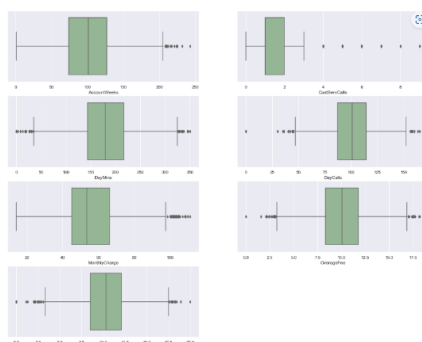 0 50 100 150 200 250
AccountWeeks
0 2 4 6 8
CustServCalls
0 50 100 150 200 250 300 350
DayMins
0 25 50 75 100 125 150
DayCalls
20 40 60 80 100
MonthlyCharge
0.0 2.5 5.0 7.5 10.0 12.5 15.0 17.5
OverageFee